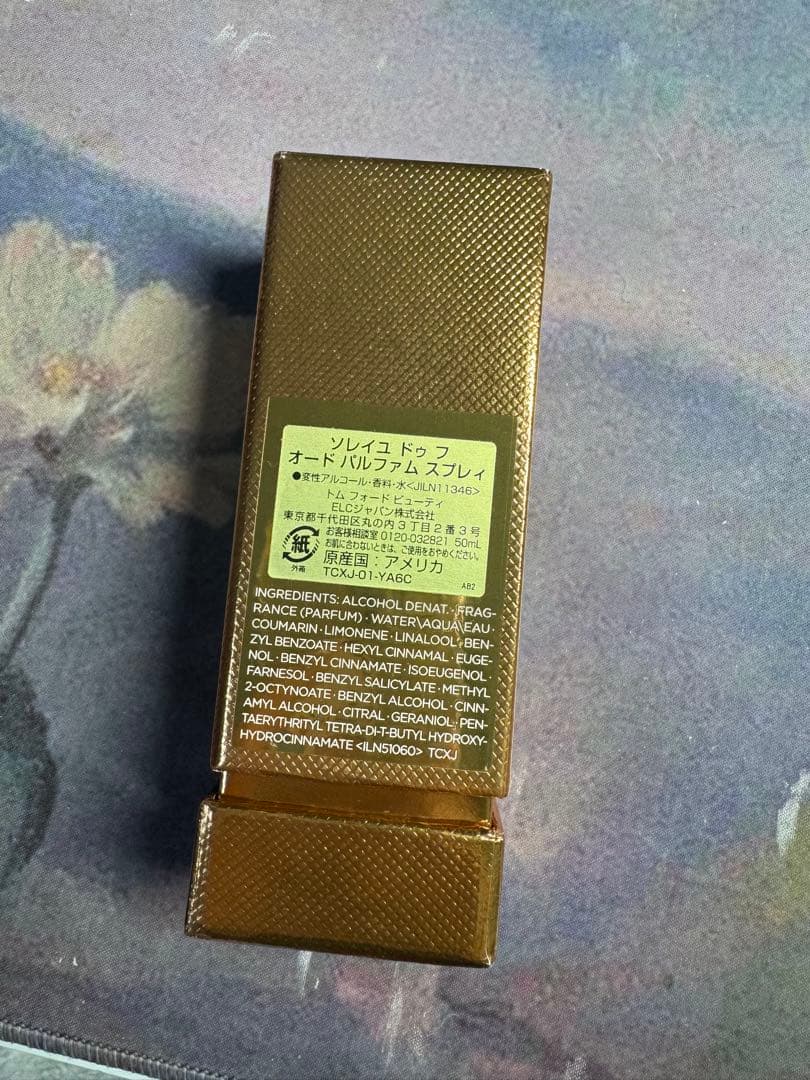 ソレイユ ドゥ フ
オード パルファム スプレィ
●変性アルコール・香料・水<JILN11346>
トム フォード ビューティ
ELCジャパン株式会社
東京都千代田区丸の内3丁目2番3号
お客様相談室 0120-032821 50mL
お肌に合わないときは、ご使用をおやめください。
紙
外箱
原産国：アメリカ
TCXJ-01-YA6C
AB2
INGREDIENTS: ALCOHOL DENAT.·FRAG-
RANCE (PARFUM)·WATER\AQUA\EAU·
COUMARIN·LIMONENE·LINALOOL·BEN-
ZYL BENZOATE·HEXYL CINNAMAL·EUGE-
NOL·BENZYL CINNAMATE·ISOEUGENOL·
FARNESOL·BENZYL SALICYLATE·METHYL
2-OCTYNOATE·BENZYL ALCOHOL·CINN-
AMYL ALCOHOL·CITRAL·GERANIOL·PEN-
TAERYTHRITYL TETRA-DI-T-BUTYL HYDROXY-
HYDROCINNAMATE <ILN51060> TCXJ